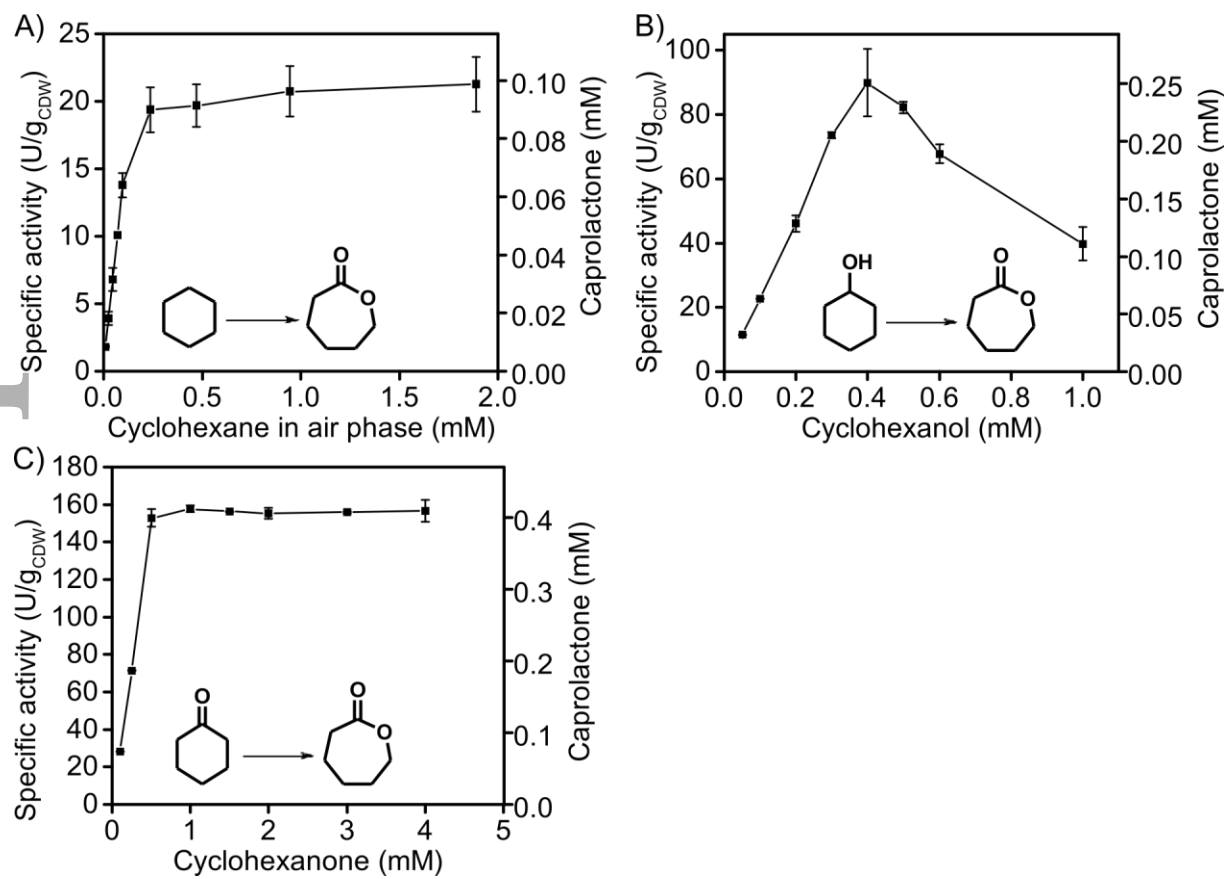 A)
Specific activity (U/gCDW)
25
20
15
10
5
0
0.0 0.5 1.0 1.5 2.0
Cyclohexane in air phase (mM)
0.10
0.08
0.06
0.04
0.02
0.00
Caprolactone (mM)
O
O
B)
Specific activity (U/gCDW)
100
80
60
40
20
0
0.0 0.2 0.4 0.6 0.8 1.0
Cyclohexanol (mM)
0.25
0.20
0.15
0.10
0.05
0.00
Caprolactone (mM)
OH
O
O
C)
Specific activity (U/gCDW)
180
160
140
120
100
80
60
40
20
0
0 1 2 3 4 5
Cyclohexanone (mM)
0.4
0.3
0.2
0.1
0.0
Caprolactone (mM)
O
O
O